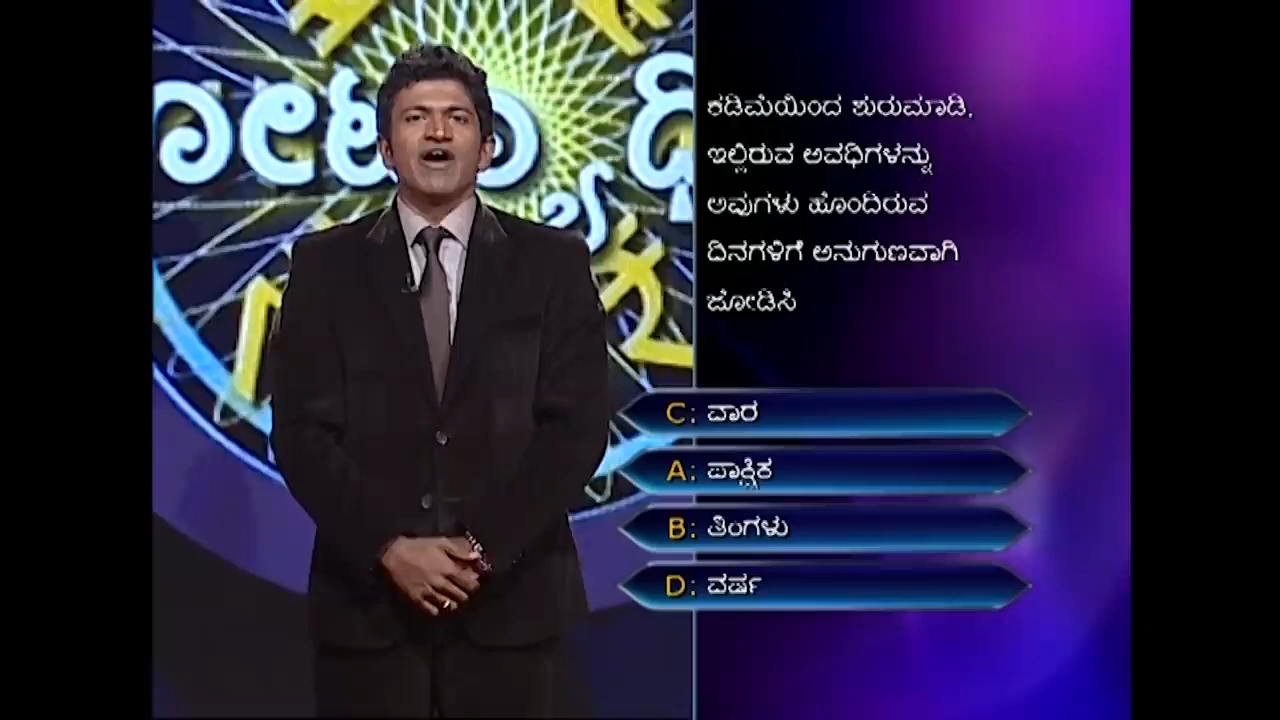 ಕಡಿಮೆಯಿಂದ ಶುರುಮಾಡಿ,
ಇಲ್ಲಿರುವ ಅವಧಿಗಳನ್ನು
ಅವುಗಳು ಹೊಂದಿರುವ
ದಿನಗಳಿಗೆ ಅನುಗುಣವಾಗಿ
ಜೋಡಿಸಿ
C: ವಾರ
A: ಪಾಕ್ಷಿಕ
B: ತಿಂಗಳು
D: ವರ್ಷ